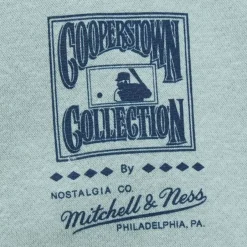 COOPERSTOWN
COLLECTION
By
NOSTALGIA CO.
Mitchell & Ness
PHILADELPHIA, PA.